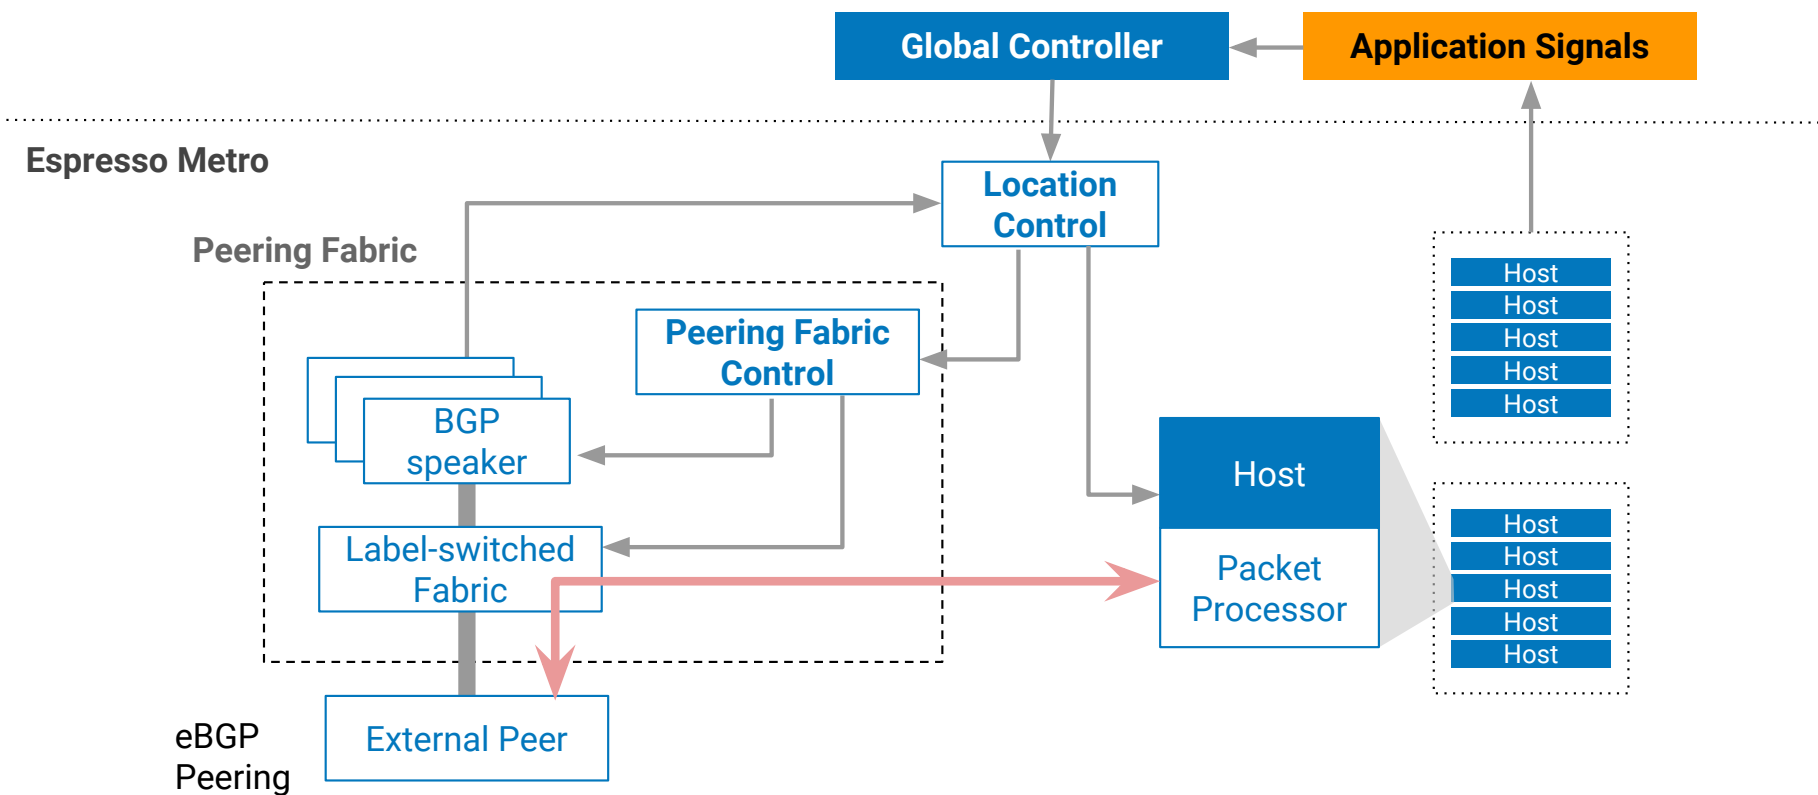 Global Controller
Application Signals
Espresso Metro
Location
Control
Peering Fabric
Peering Fabric
Control
BGP
speaker
Label-switched
Fabric
External Peer
eBGP
Peering
Host
Packet
Processor
Host
Host
Host
Host
Host
Host
Host
Host
Host
Host